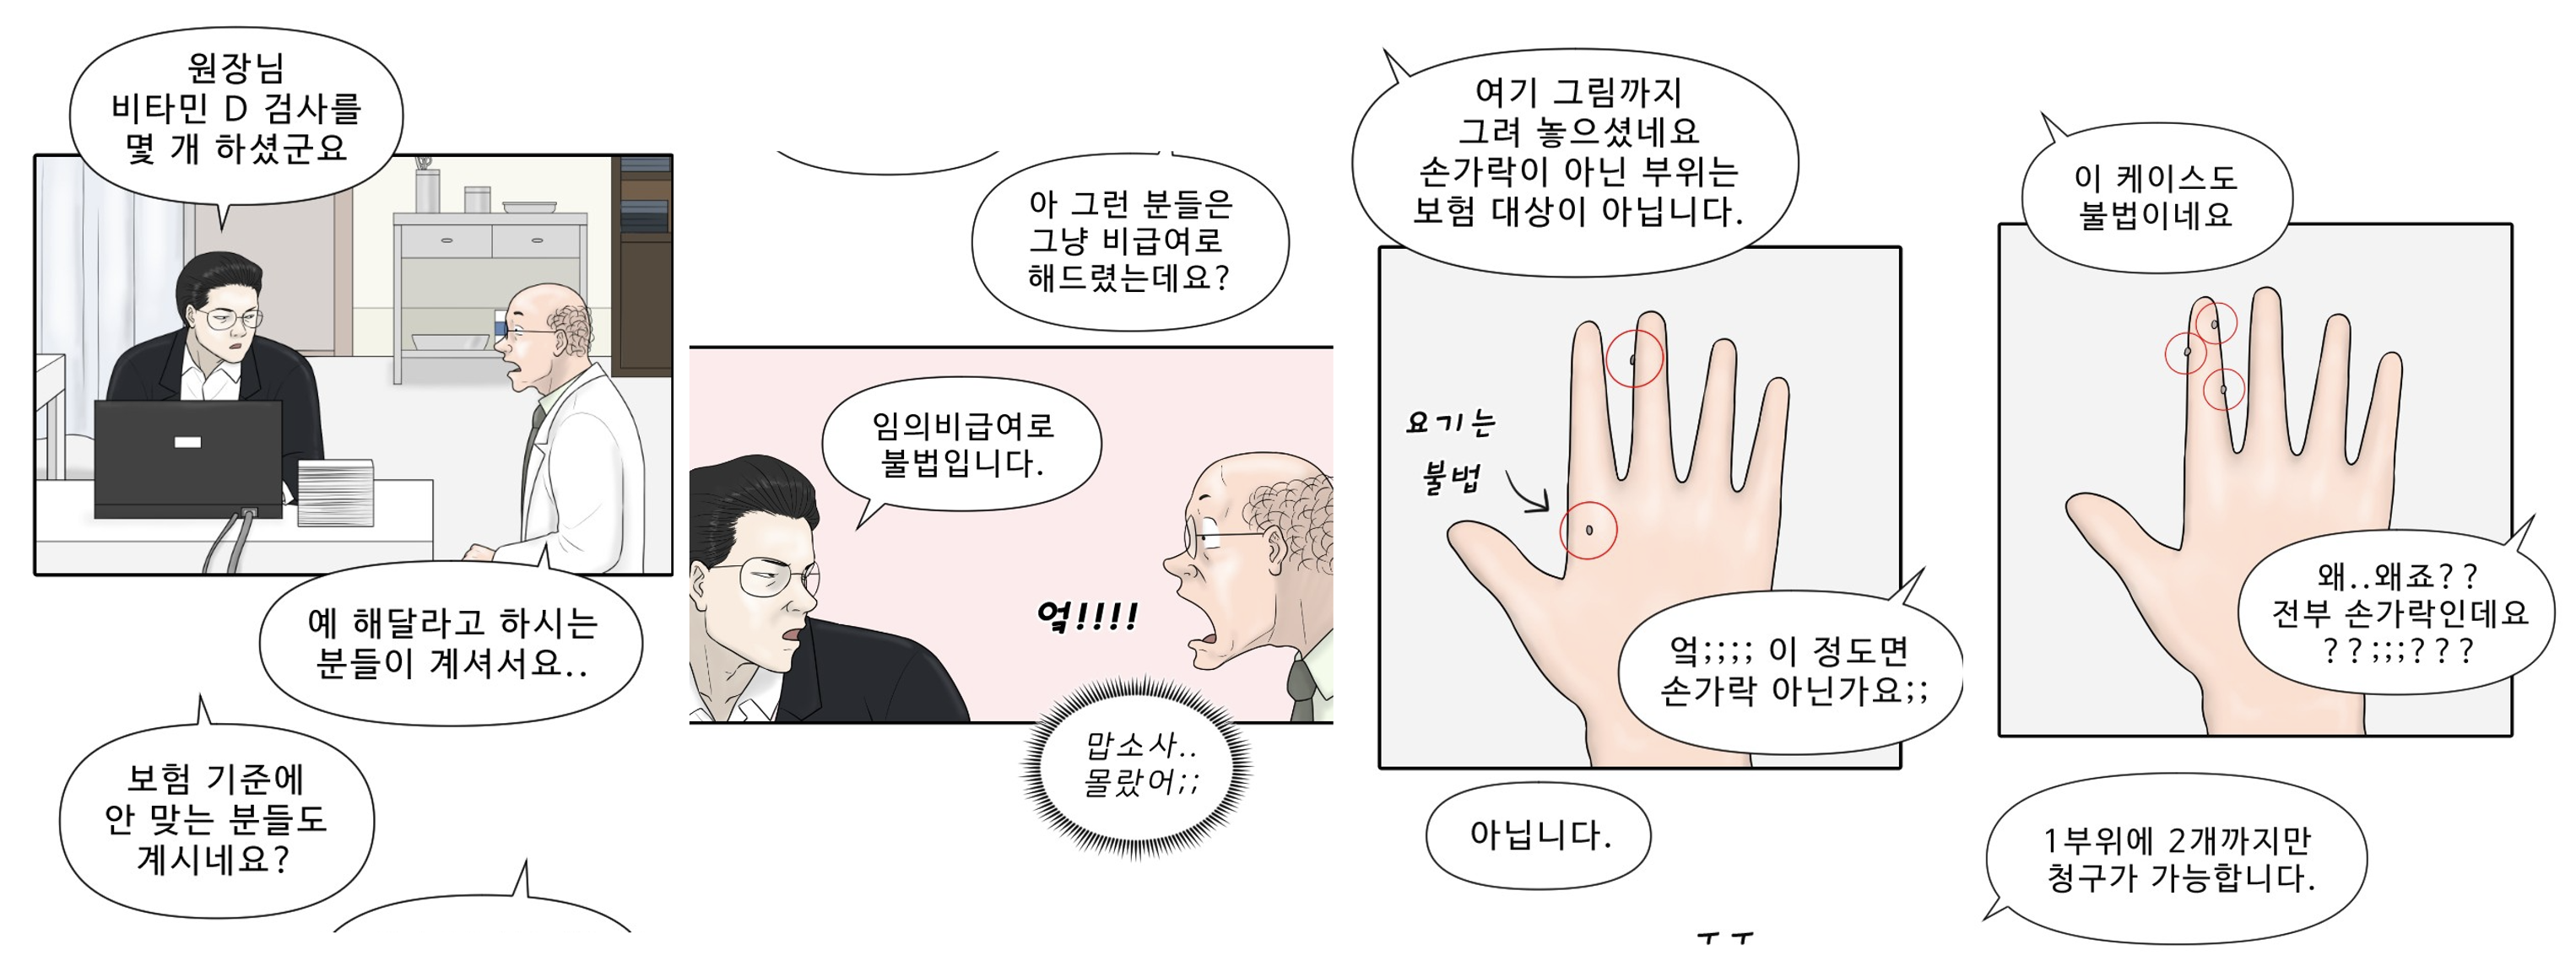 원장님
비타민 D 검사를
몇 개 하셨군요
예 해달라고 하시는
분들이 계셔서요..
보험 기준에
안 맞는 분들도
계시네요?
아 그런 분들은
그냥 비급여로
해드렸는데요?
임의비급여로
불법입니다.
엌!!!!
맙소사..
몰랐어;;
여기 그림까지
그려 놓으셨네요
손가락이 아닌 부위는
보험 대상이 아닙니다.
요기는
불법
엌;;;; 이 정도면
손가락 아닌가요;;
아닙니다.
ㅜㅜ
이 케이스도
불법이네요
왜..왜죠??
전부 손가락인데요
??;;;???
1부위에 2개까지만
청구가 가능합니다.